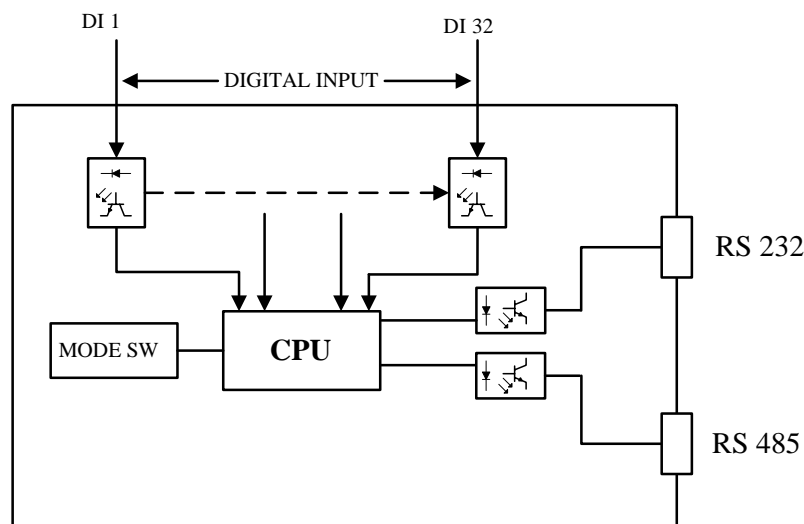 DI 1
DI 32
DIGITAL INPUT
RS 232
MODE SW
CPU
RS 485